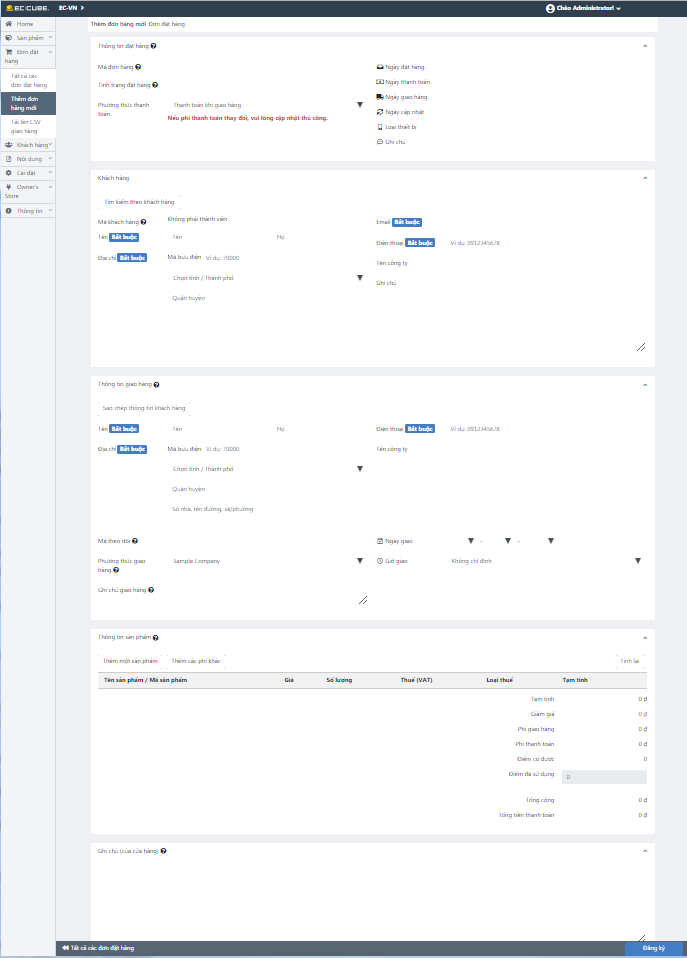 EC CUBE EC-VN Chào Administrator!
Home
Sản phẩm
Đơn đặt
hàng
Tất cả các
đơn đặt hàng
Thêm đơn
hàng mới
Tải lên CSV
giao hàng
Khách hàng
Nội dung
Cài đặt
Owner's
Store
Thông tin
Thêm đơn hàng mới Đơn đặt hàng
Thông tin đặt hàng
Mã đơn hàng
Tình trạng đặt hàng
Phương thức thanh
toán
Thanh toán khi giao hàng
Nếu phí thanh toán thay đổi, vui lòng cập nhật thủ công.
Ngày đặt hàng
Ngày thanh toán
Ngày giao hàng
Ngày cập nhật
Loại thiết bị
Ghi chú
Khách hàng
Tìm kiếm theo khách hàng
Mã khách hàng Không phải thành viên
Tên Bắt buộc Tên Họ
Địa chỉ Bắt buộc Mã bưu điện Ví dụ: 70000
Chọn tỉnh / Thành phố
Quận huyện
Email Bắt buộc
Điện thoại Bắt buộc Ví dụ: 0912345678
Tên công ty
Ghi chú
Thông tin giao hàng
Sao chép thông tin khách hàng
Tên Bắt buộc Tên Họ
Điện thoại Bắt buộc Ví dụ: 0912345678
Địa chỉ Bắt buộc Mã bưu điện Ví dụ: 70000
Tên công ty
Chọn tỉnh / Thành phố
Quận huyện
Số nhà, tên đường, xã/phường
Mã theo dõi
Ngày giao - -
Phương thức giao
hàng
Sample Company
Giờ giao Không chỉ định
Ghi chú giao hàng
Thông tin sản phẩm
Thêm một sản phẩm Thêm các phí khác Tính lại
Tên sản phẩm / Mã sản phẩm Giá Số lượng Thuế (VAT) Loại thuế Tạm tính
Tạm tính 0 ₫
Giảm giá 0 ₫
Phí giao hàng 0 ₫
Phí thanh toán 0 ₫
Điểm có được 0
Điểm đã sử dụng 0
Tổng cộng 0 ₫
Tổng tiền thanh toán 0 ₫
Ghi chú (của cửa hàng)
Tất cả các đơn đặt hàng Đăng ký